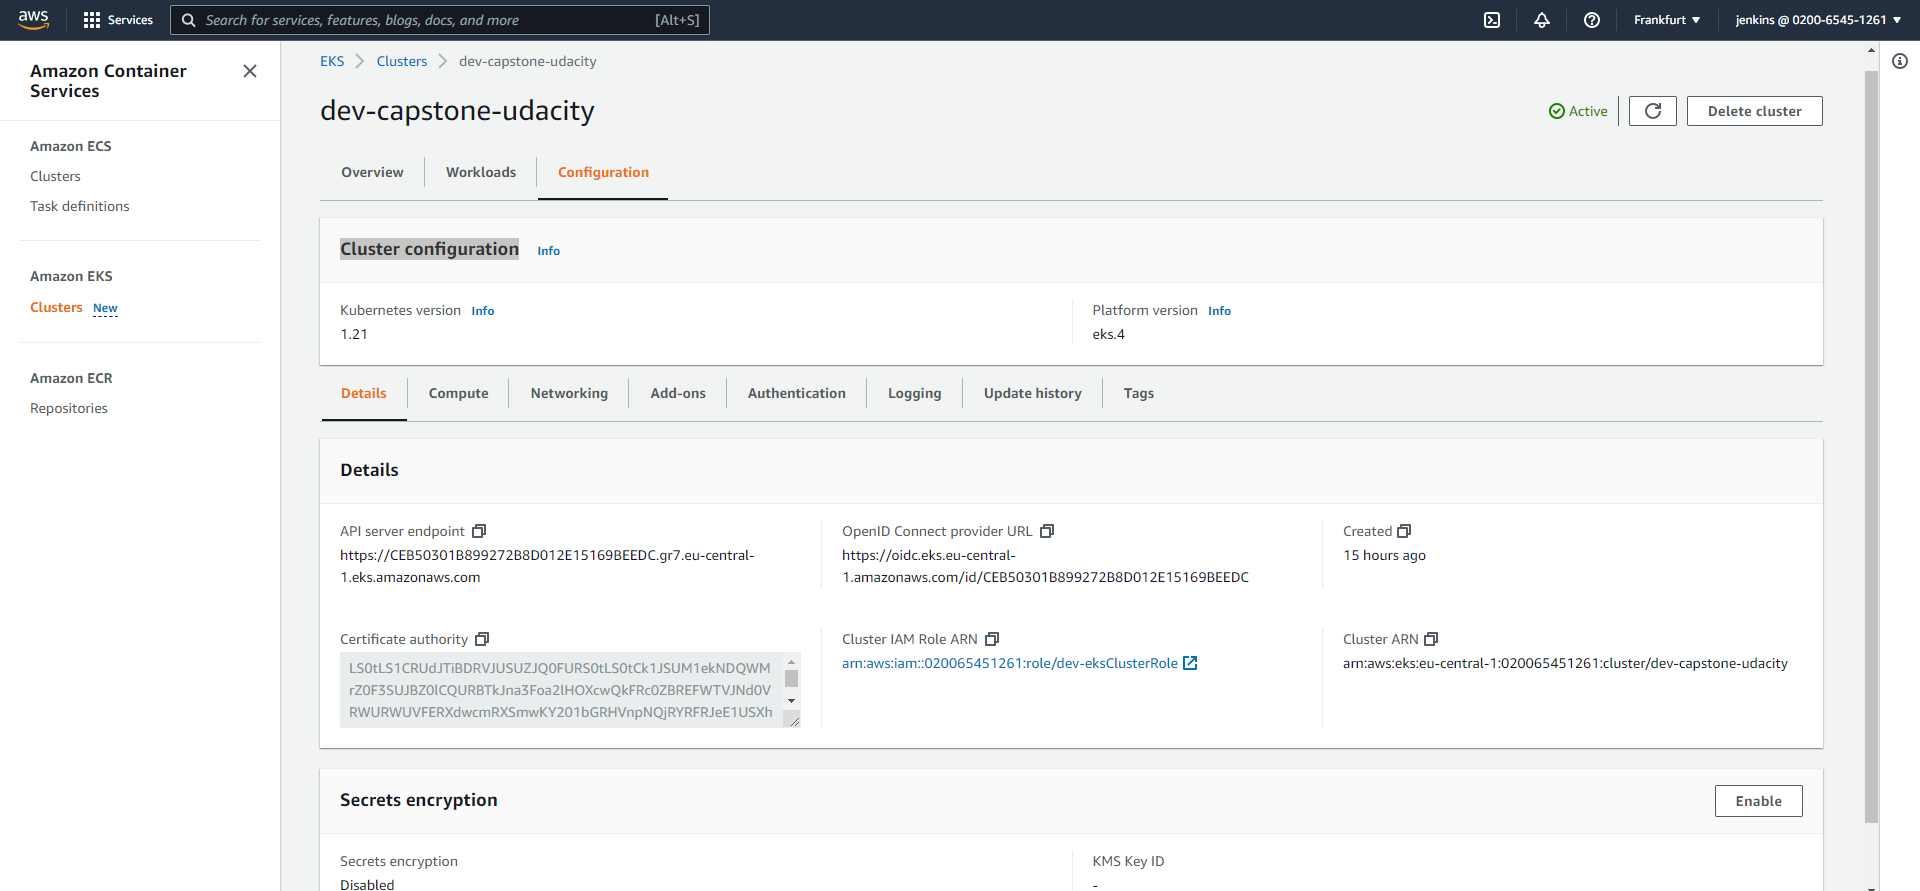 aws
Services
Search for services, features, blogs, docs, and more
[Alt+S]
Frankfurt
jenkins @ 0200-6545-1261
Amazon Container
Services
Amazon ECS
Clusters
Task definitions
Amazon EKS
Clusters New
Amazon ECR
Repositories
EKS
Clusters
dev-capstone-udacity
dev-capstone-udacity
Active
Delete cluster
Overview
Workloads
Configuration
Cluster configuration Info
Kubernetes version Info
1.21
Platform version Info
eks.4
Details
Compute
Networking
Add-ons
Authentication
Logging
Update history
Tags
Details
API server endpoint
https://CEB50301B899272B8D012E15169BEEDC.gr7.eu-central-
1.eks.amazonaws.com
OpenID Connect provider URL
https://oidc.eks.eu-central-
1.amazonaws.com/id/CEB50301B899272B8D012E15169BEEDC
Created
15 hours ago
Certificate authority
LS0tLS1CRUdJTiBDRVJUSUZJQ0FURS0tLS0tCk1JSUM1ekNDQWM
rZ0F3SUJBZ0lCQURBTkJna3Foa2lHOXcwQkFRc0ZBREFWTVJNd0V
RWURWUVFERXdwcmRXSmwKY201bGRHVnpNQjRYRFRJeE1USXh
Cluster IAM Role ARN
arn:aws:iam::020065451261:role/dev-eksClusterRole
Cluster ARN
arn:aws:eks:eu-central-1:020065451261:cluster/dev-capstone-udacity
Secrets encryption
Enable
Secrets encryption
Disabled
KMS Key ID
-